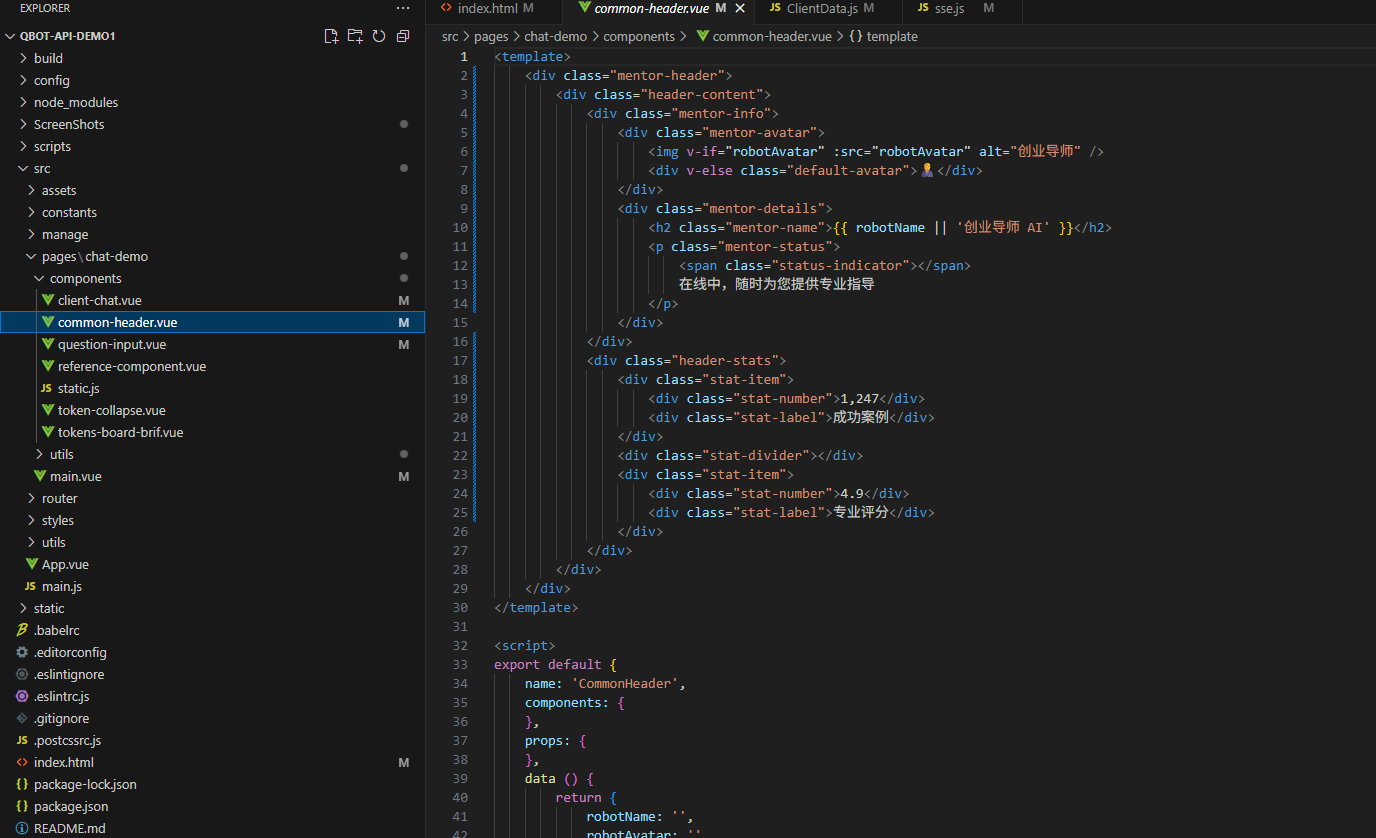 EXPLORER
QBOT-API-DEMO1
build
config
node_modules
ScreenShots
scripts
src
assets
constants
manage
pages\chat-demo
components
client-chat.vue M
common-header.vue M
question-input.vue M
reference-component.vue
JS static.js
token-collapse.vue
tokens-board-brif.vue
utils
main.vue M
router
styles
utils
App.vue
JS main.js
static
.babelrc
.editorconfig
.eslintignore
.eslintrc.js
.gitignore
JS .postcssrc.js
<> index.html M
{} package-lock.json
{} package.json
README.md
<> index.html M common-header.vue M JS ClientData.js M JS sse.js M
src > pages > chat-demo > components > common-header.vue > {} template
1 <template>
2 <div class="mentor-header">
3 <div class="header-content">
4 <div class="mentor-info">
5 <div class="mentor-avatar">
6 <img v-if="robotAvatar" :src="robotAvatar" alt="创业导师" />
7 <div v-else class="default-avatar"></div>
8 </div>
9 <div class="mentor-details">
10 <h2 class="mentor-name">{{ robotName || '创业导师 AI' }}</h2>
11 <p class="mentor-status">
12 <span class="status-indicator"></span>
13 在线中，随时为您提供专业指导
14 </p>
15 </div>
16 </div>
17 <div class="header-stats">
18 <div class="stat-item">
19 <div class="stat-number">1,247</div>
20 <div class="stat-label">成功案例</div>
21 </div>
22 <div class="stat-divider"></div>
23 <div class="stat-item">
24 <div class="stat-number">4.9</div>
25 <div class="stat-label">专业评分</div>
26 </div>
27 </div>
28 </div>
29 </div>
30 </template>
31
32 <script>
33 export default {
34 name: 'CommonHeader',
35 components: {
36 },
37 props: {
38 },
39 data () {
40 return {
41 robotName: '',
42 robotAvatar: ''